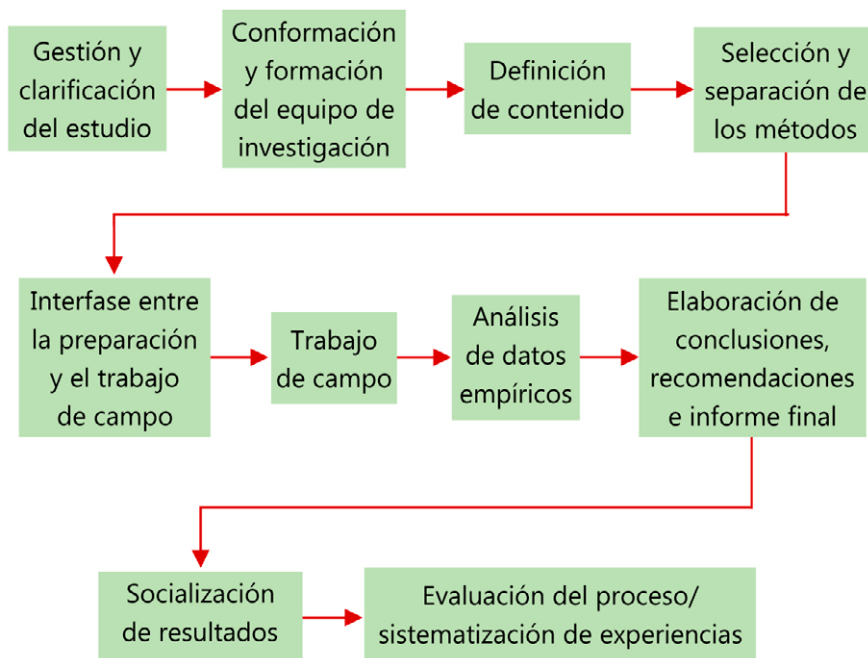 Gestión y
clarificación
del estudio
Conformación
y formación
del equipo de
investigación
Definición
de contenido
Selección y
separación de
los métodos
Interfase entre
la preparación
y el trabajo
de campo
Trabajo
de campo
Análisis
de datos
empíricos
Elaboración de
conclusiones,
recomendaciones
e informe final
Socialización
de resultados
Evaluación del proceso/
sistematización de experiencias